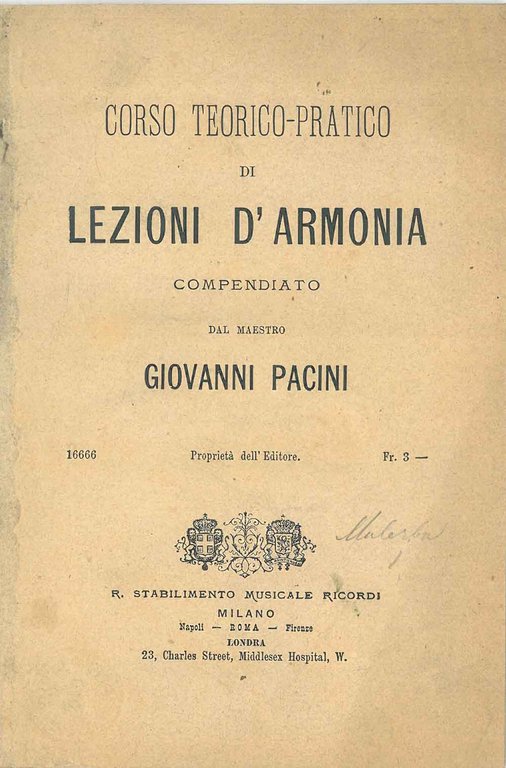 CORSO TEORICO-PRATICO
DI
LEZIONI D'ARMONIA
COMPENDIATO
DAL MAESTRO
GIOVANNI PACINI
16666 Proprietà dell'Editore. Fr. 3 —
R. STABILIMENTO MUSICALE RICORDI
MILANO
Napoli — ROMA — Firenze
LONDRA
23, Charles Street, Middlesex Hospital, W.